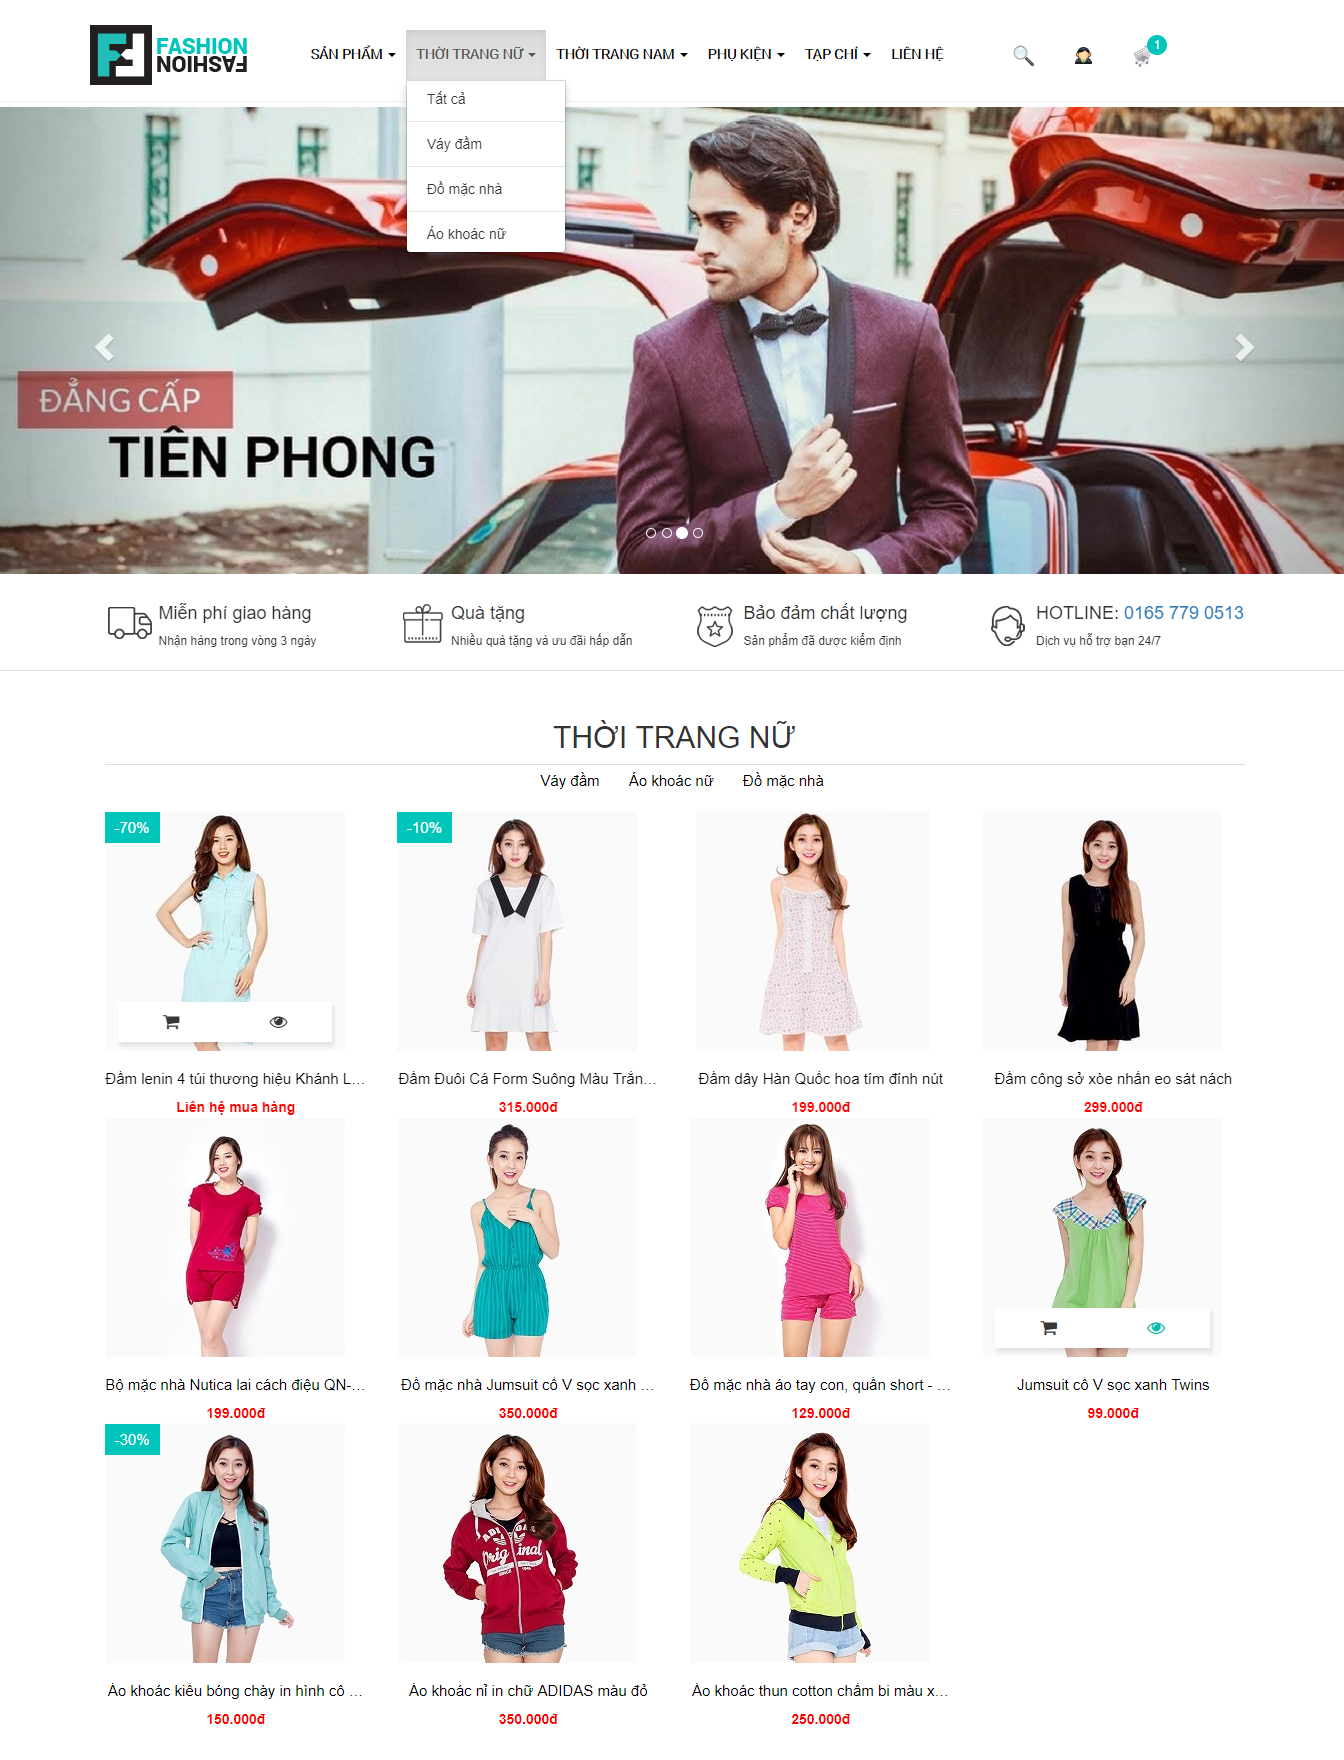 FASHION
FASHION
SẢN PHẨM
THỜI TRANG NỮ
THỜI TRANG NAM
PHỤ KIỆN
TẠP CHÍ
LIÊN HỆ
1
Tất cả
Váy đầm
Đồ mặc nhà
Áo khoác nữ
ĐẲNG CẤP
TIÊN PHONG
Miễn phí giao hàng
Nhận hàng trong vòng 3 ngày
Quà tặng
Nhiều quà tặng và ưu đãi hấp dẫn
Bảo đảm chất lượng
Sản phẩm đã dược kiểm định
HOTLINE: 0165 779 0513
Dịch vụ hỗ trợ bạn 24/7
THỜI TRANG NỮ
Váy đầm
Áo khoác nữ
Đồ mặc nhà
-70%
-10%
Đầm lenin 4 túi thương hiệu Khánh L...
Đầm Đuôi Cá Form Suông Màu Trắn...
Đầm dây Hàn Quốc hoa tím đính nút
Đầm công sở xòe nhấn eo sát nách
Liên hệ mua hàng
315.000đ
199.000đ
299.000đ
Bộ mặc nhà Nutica lai cách điệu QN-...
Đồ mặc nhà Jumsuit cổ V sọc xanh ...
Đồ mặc nhà áo tay con, quần short - ...
Jumsuit cổ V sọc xanh Twins
199.000đ
350.000đ
129.000đ
99.000đ
-30%
ADIDAS
Original
SINCE
Áo khoác kiểu bóng chày in hình cô ...
Áo khoác nỉ in chữ ADIDAS màu đỏ
Áo khoác thun cotton chấm bi màu x...
150.000đ
350.000đ
250.000đ